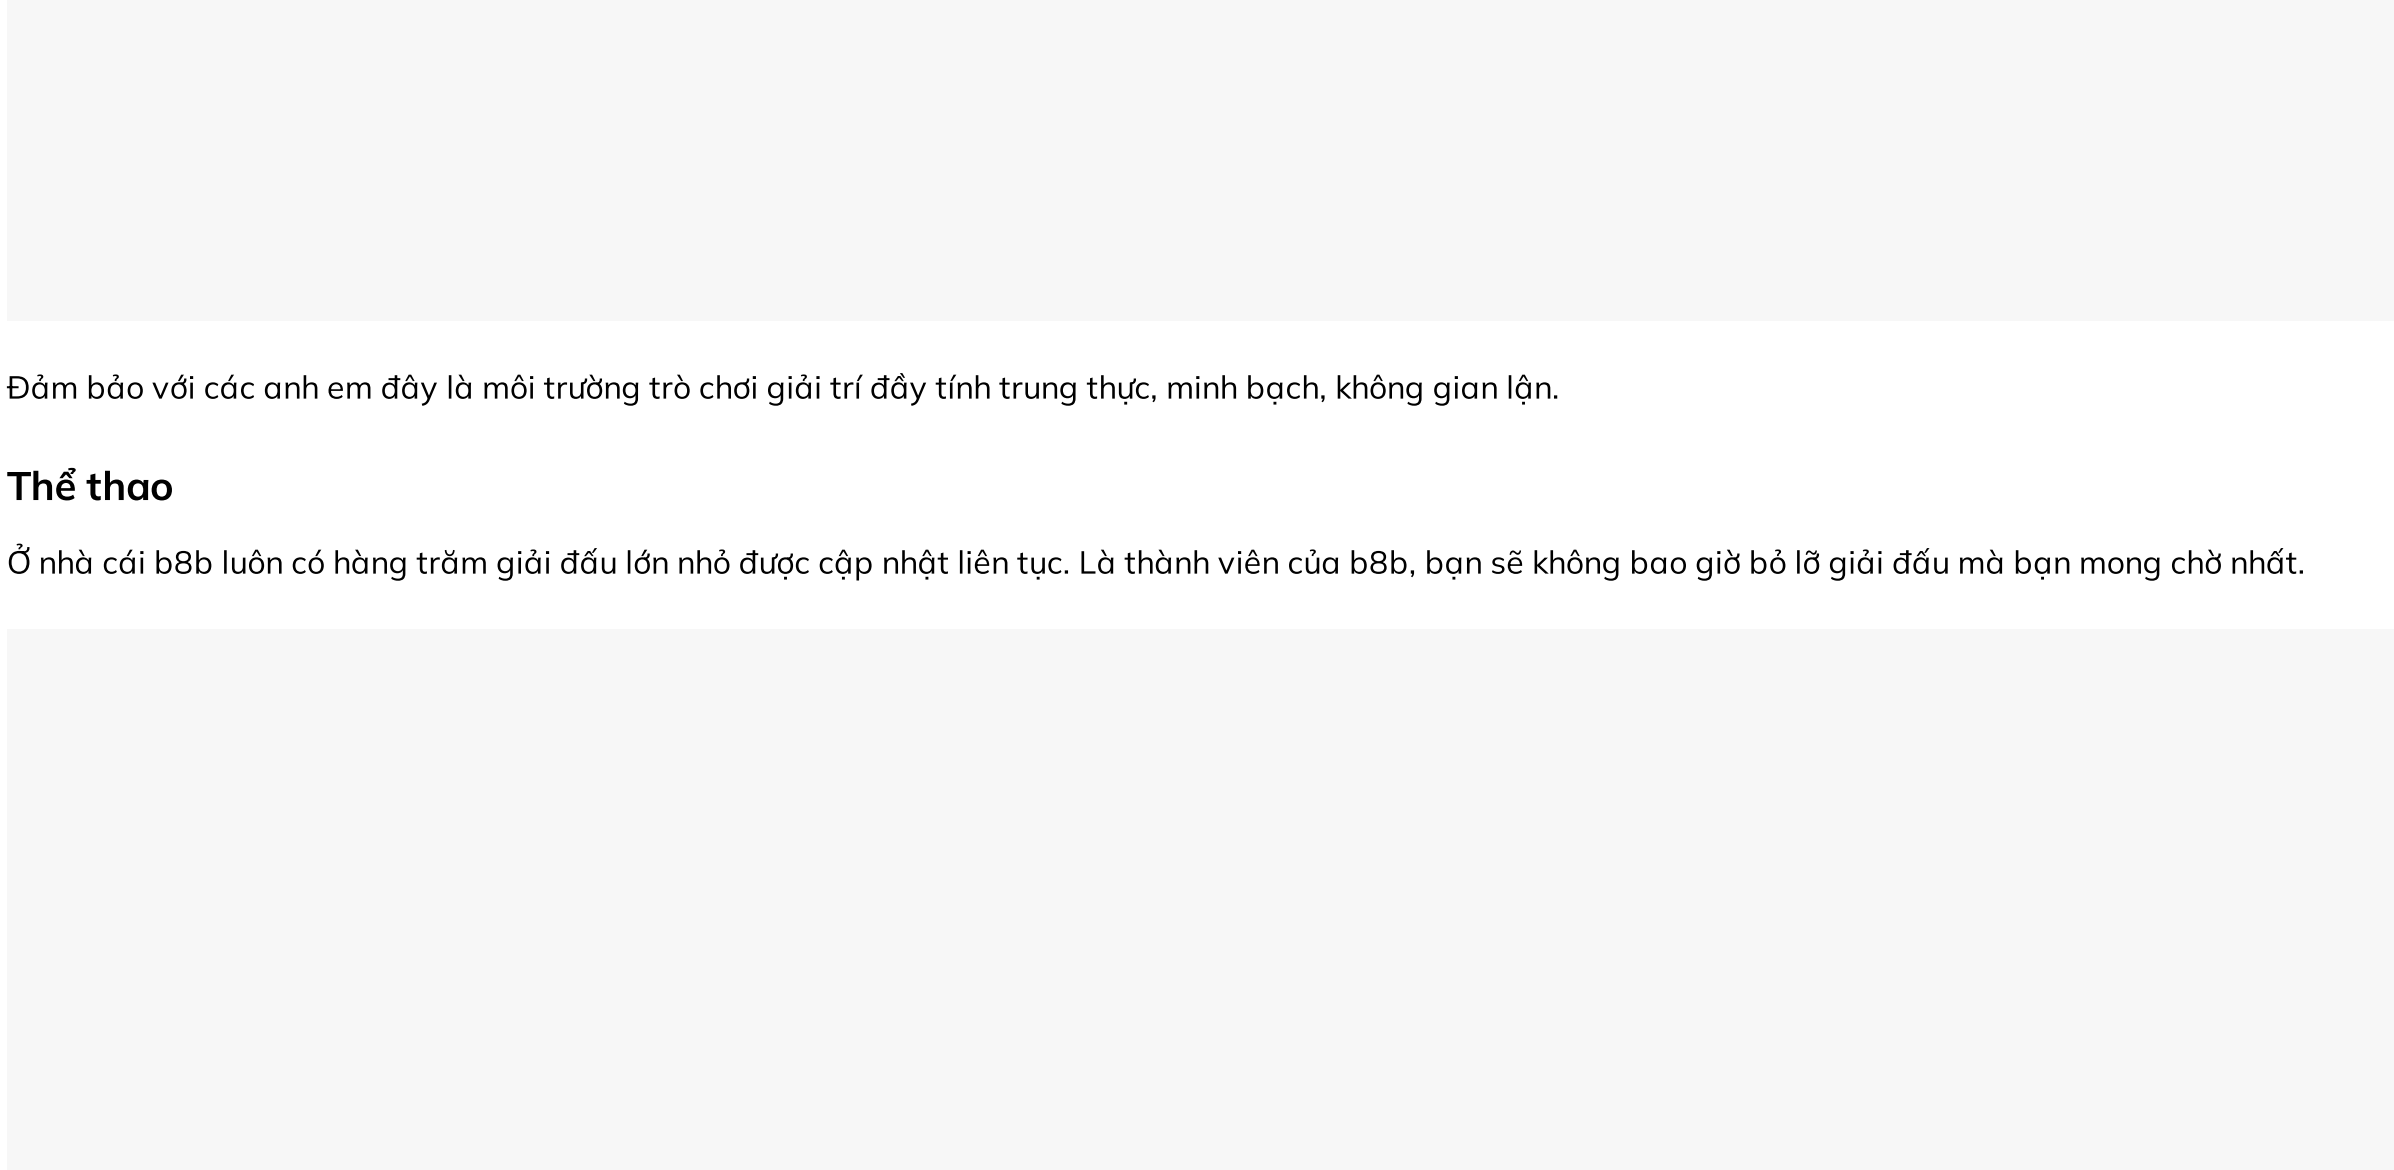 Đảm bảo với các anh em đây là môi trường trò chơi giải trí đầy tính trung thực, minh bạch, không gian lận.
Thể thao
Ở nhà cái b8b luôn có hàng trăm giải đấu lớn nhỏ được cập nhật liên tục. Là thành viên của b8b, bạn sẽ không bao giờ bỏ lỡ giải đấu mà bạn mong chờ nhất.